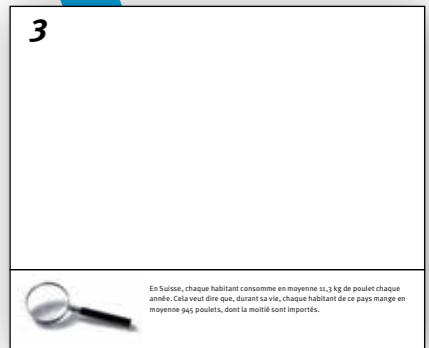 3
En Suisse, chaque habitant consomme en moyenne 11,3 kg de poulet chaque
année. Cela veut dire que, durant sa vie, chaque habitant de ce pays mange en
moyenne 945 poulets, dont la moitié sont importés.